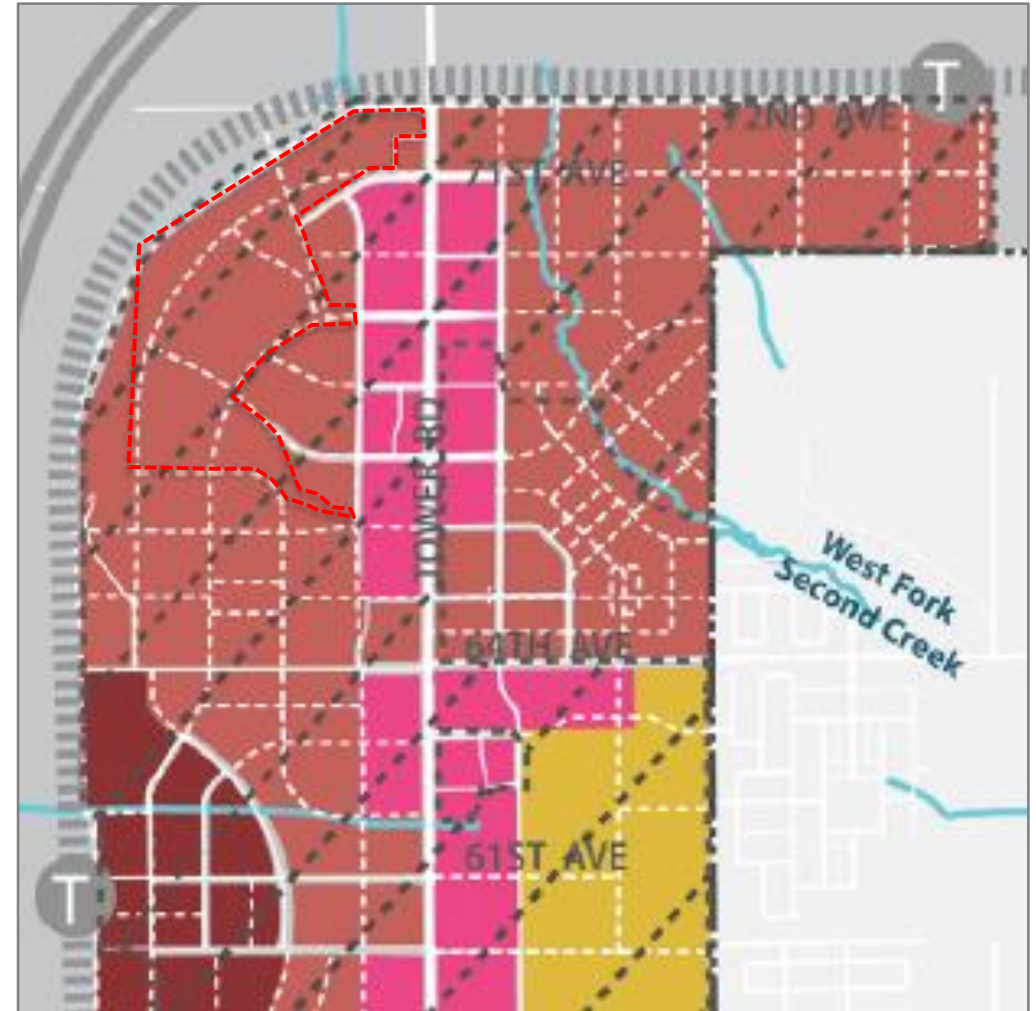 T
72ND AVE
71ST AVE
TOWER RD
West Fork
Second Creek
64TH AVE
61ST AVE
T